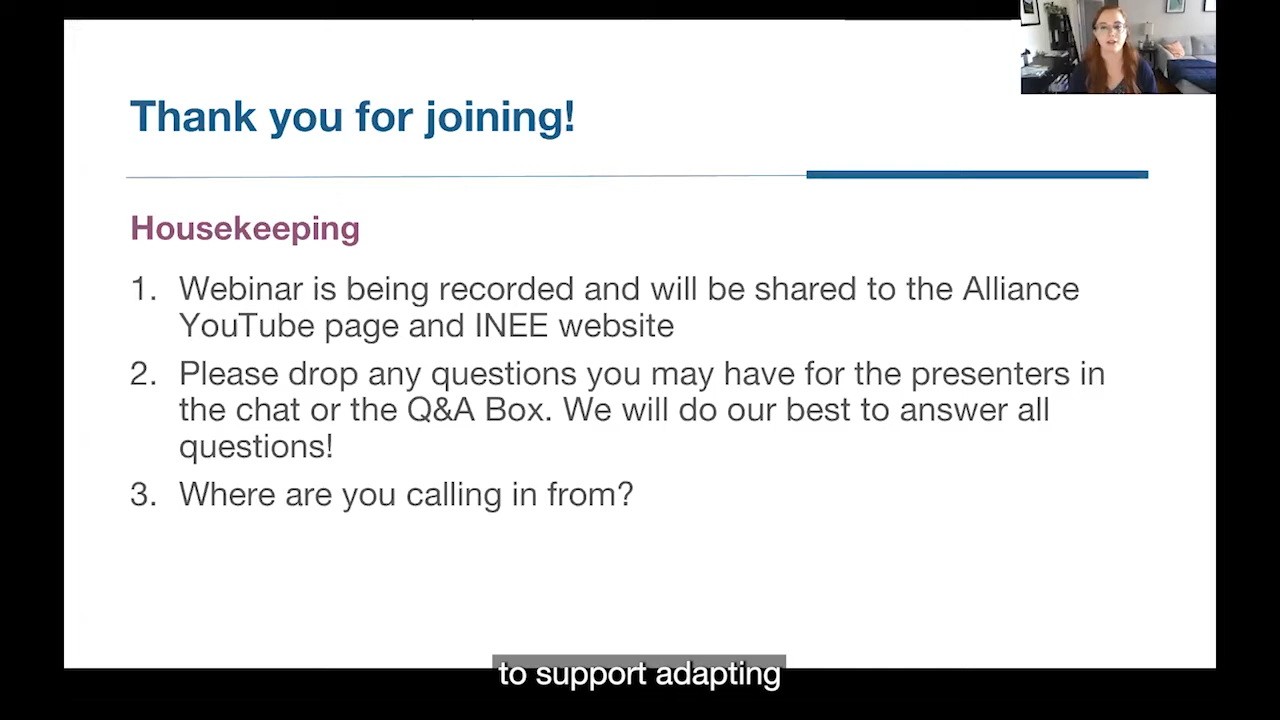 Thank you for joining!
Housekeeping
1. Webinar is being recorded and will be shared to the Alliance
YouTube page and INEE website
2. Please drop any questions you may have for the presenters in
the chat or the Q&A Box. We will do our best to answer all
questions!
3. Where are you calling in from?
to support adapting